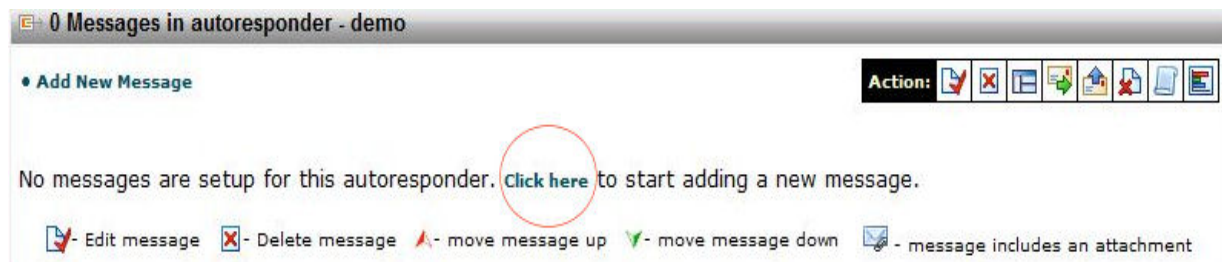 0 Messages in autoresponder - demo
• Add New Message
Action:
No messages are setup for this autoresponder. Click here to start adding a new message.
- Edit message - Delete message - move message up - move message down - message includes an attachment